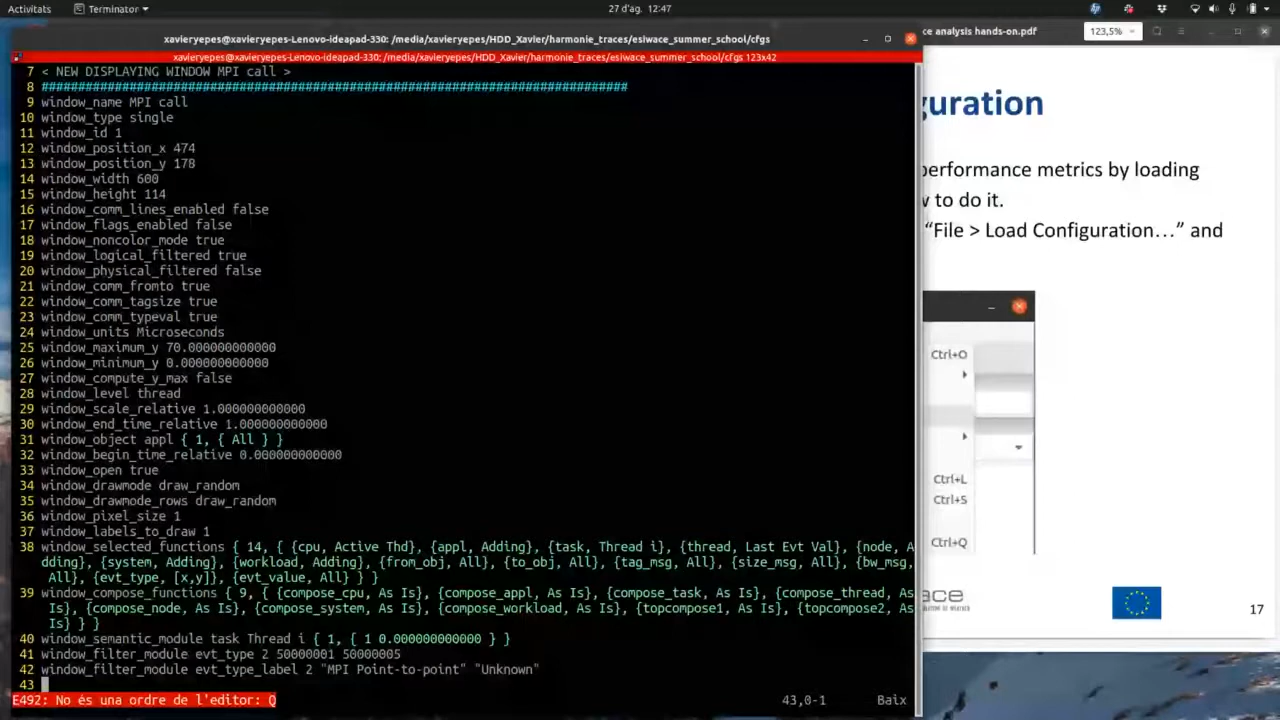 Activitats
Terminator
27 d'ag. 12:47
xavieryepes@xavieryepes-Lenovo-ideapad-330: /media/xavieryepes/HDD_Xavier/harmonie_traces/esiwace_summer_school/cfgs
xavieryepes@xavieryepes-Lenovo-ideapad-330: /media/xavieryepes/HDD_Xavier/harmonie_traces/esiwace_summer_school/cfgs 123x42
7 < NEW DISPLAYING WINDOW MPI call >
8 ################################################################################
9 window_name MPI call
10 window_type single
11 window_id 1
12 window_position_x 474
13 window_position_y 178
14 window_width 600
15 window_height 114
16 window_comm_lines_enabled false
17 window_flags_enabled false
18 window_noncolor_mode true
19 window_logical_filtered true
20 window_physical_filtered false
21 window_comm_fromto true
22 window_comm_tagsize true
23 window_comm_typeval true
24 window_units Microseconds
25 window_maximum_y 70.000000000000
26 window_minimum_y 0.000000000000
27 window_compute_y_max false
28 window_level thread
29 window_scale_relative 1.000000000000
30 window_end_time_relative 1.000000000000
31 window_object appl { 1, { All } }
32 window_begin_time_relative 0.000000000000
33 window_open true
34 window_drawmode draw_random
35 window_drawmode_rows draw_random
36 window_pixel_size 1
37 window_labels_to_draw 1
38 window_selected_functions { 14, { {cpu, Active Thd}, {appl, Adding}, {task, Thread i}, {thread, Last Evt Val}, {node, A
dding}, {system, Adding}, {workload, Adding}, {from_obj, All}, {to_obj, All}, {tag_msg, All}, {size_msg, All}, {bw_msg,
All}, {evt_type, [x,y]}, {evt_value, All} } }
39 window_compose_functions { 9, { {compose_cpu, As Is}, {compose_appl, As Is}, {compose_task, As Is}, {compose_thread, As
Is}, {compose_node, As Is}, {compose_system, As Is}, {compose_workload, As Is}, {topcompose1, As Is}, {topcompose2, As
Is} } }
40 window_semantic_module task Thread i { 1, { 1 0.000000000000 } }
41 window_filter_module evt_type 2 50000001 50000005
42 window_filter_module evt_type_label 2 "MPI Point-to-point" "Unknown"
43
E492: No és una ordre de l'editor: Q
43,0-1
Baix
ce analysis hands-on.pdf
123,5%
guration
performance metrics by loading
w to do it.
“File > Load Configuration…” and
Ctrl+O
Ctrl+L
Ctrl+S
Ctrl+Q
ace
17